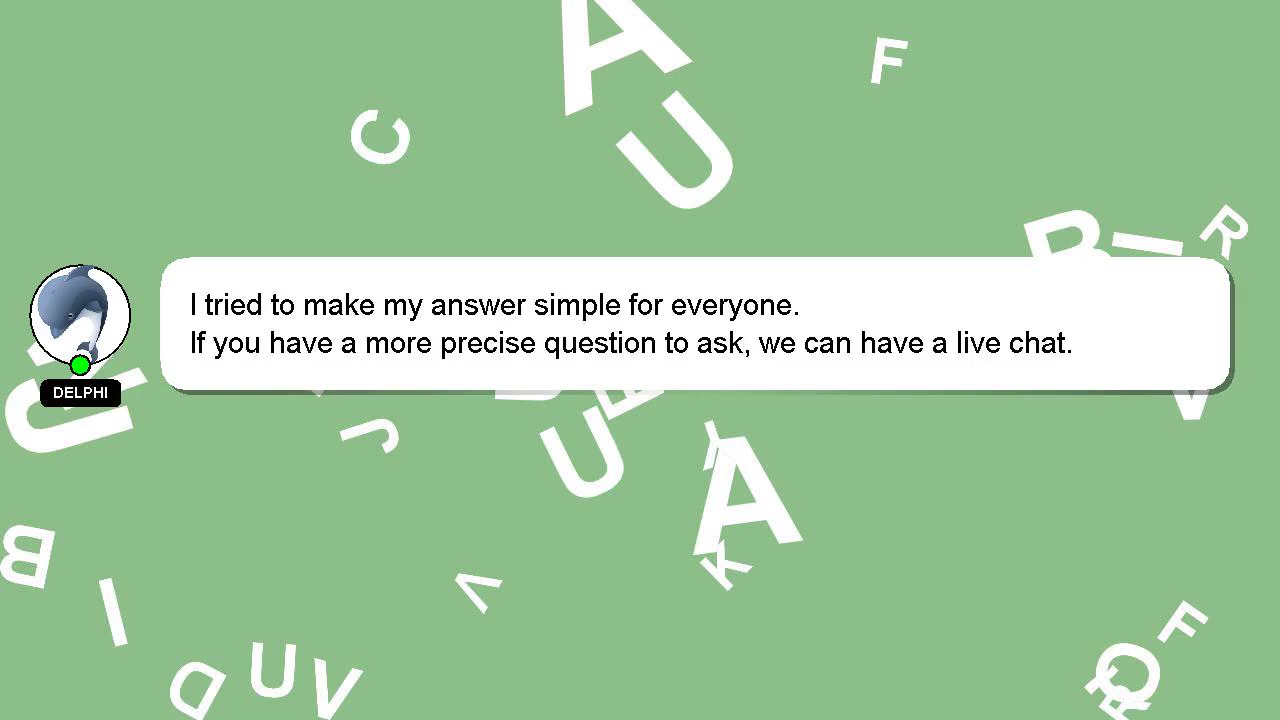 A
F
C
U
R
B
I
DELPHI
I tried to make my answer simple for everyone.
If you have a more precise question to ask, we can have a live chat.
J
U
E
V
A
K
B
I
V
D
U
V
F
Q
R